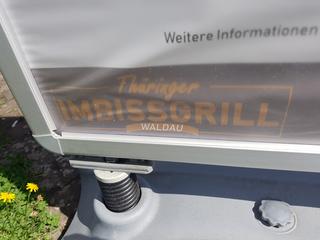 Weitere Informationen
Thüringer
IMBISSGRILL
WALDAU